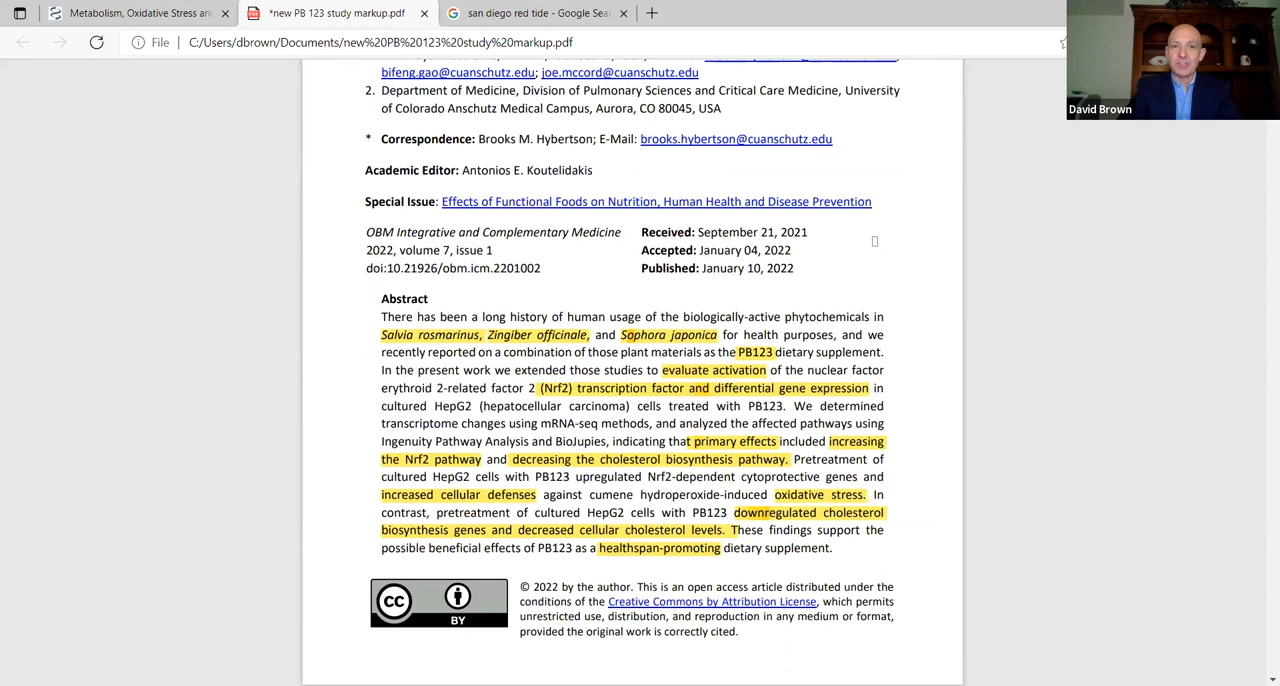 Metabolism, Oxidative Stress an
*new PB 123 study markup.pdf
san diego red tide - Google Sea
File
C:/Users/dbrown/Documents/new%20PB%20123%20study%20markup.pdf
David Brown
bifeng.gao@cuanschutz.edu; joe.mccord@cuanschutz.edu
2. Department of Medicine, Division of Pulmonary Sciences and Critical Care Medicine, University
of Colorado Anschutz Medical Campus, Aurora, CO 80045, USA
* Correspondence: Brooks M. Hybertson; E-Mail: brooks.hybertson@cuanschutz.edu
Academic Editor: Antonios E. Koutelidakis
Special Issue: Effects of Functional Foods on Nutrition, Human Health and Disease Prevention
OBM Integrative and Complementary Medicine
2022, volume 7, issue 1
doi:10.21926/obm.icm.2201002
Received: September 21, 2021
Accepted: January 04, 2022
Published: January 10, 2022
Abstract
There has been a long history of human usage of the biologically-active phytochemicals in
Salvia rosmarinus, Zingiber officinale, and Sophora japonica for health purposes, and we
recently reported on a combination of those plant materials as the PB123 dietary supplement.
In the present work we extended those studies to evaluate activation of the nuclear factor
erythroid 2-related factor 2 (Nrf2) transcription factor and differential gene expression in
cultured HepG2 (hepatocellular carcinoma) cells treated with PB123. We determined
transcriptome changes using mRNA-seq methods, and analyzed the affected pathways using
Ingenuity Pathway Analysis and BioJupies, indicating that primary effects included increasing
the Nrf2 pathway and decreasing the cholesterol biosynthesis pathway. Pretreatment of
cultured HepG2 cells with PB123 upregulated Nrf2-dependent cytoprotective genes and
increased cellular defenses against cumene hydroperoxide-induced oxidative stress. In
contrast, pretreatment of cultured HepG2 cells with PB123 downregulated cholesterol
biosynthesis genes and decreased cellular cholesterol levels. These findings support the
possible beneficial effects of PB123 as a healthspan-promoting dietary supplement.
CC
BY
© 2022 by the author. This is an open access article distributed under the
conditions of the Creative Commons by Attribution License, which permits
unrestricted use, distribution, and reproduction in any medium or format,
provided the original work is correctly cited.